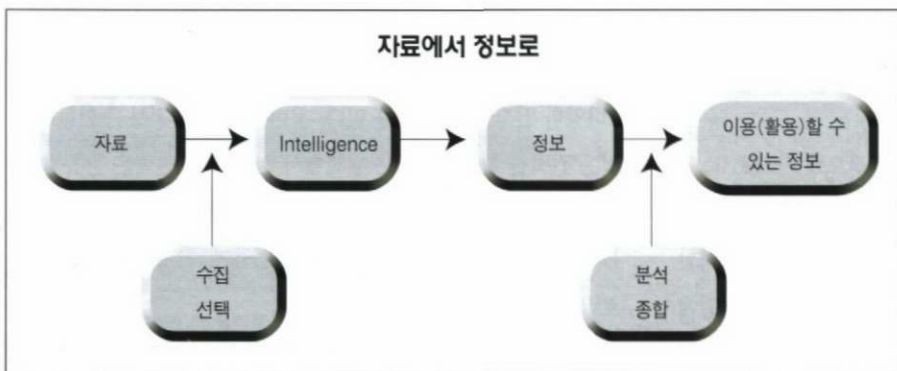 자료에서 정보로
자료
Intelligence
정보
이용(활용)할 수
있는 정보
수집
선택
분석
종합